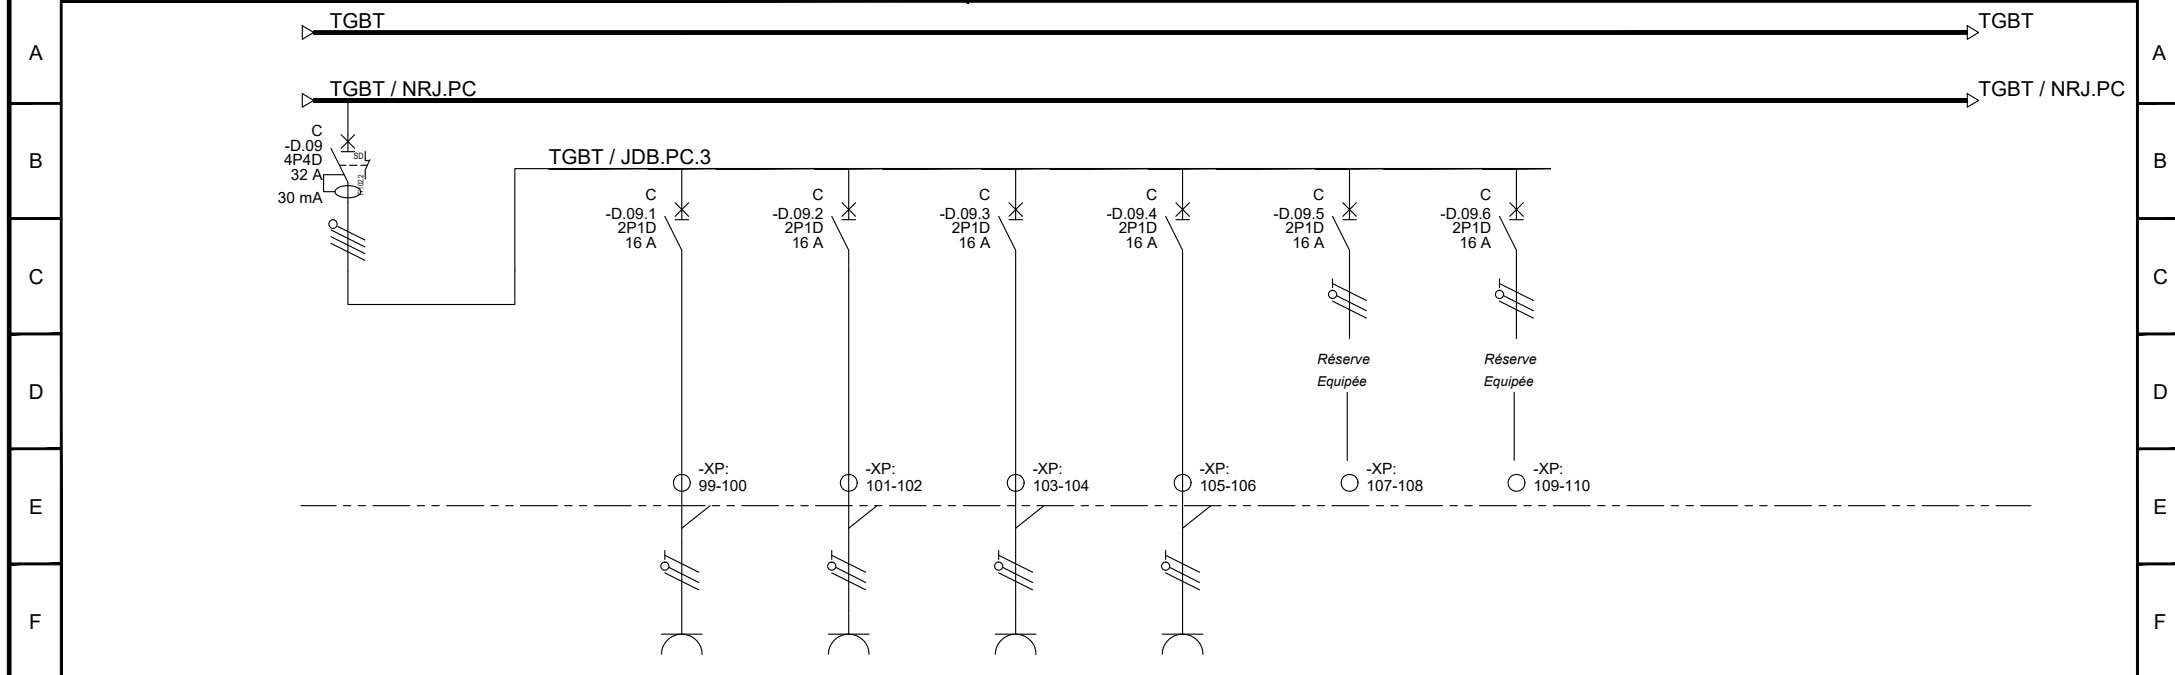 TGBT
TGBT
A
A
TGBT / NRJ.PC
TGBT / NRJ.PC
C
-D.09
4P4D
32 A
30 mA
SD
B
B
TGBT / JDB.PC.3
C
-D.09.1
2P1D
16 A
C
-D.09.2
2P1D
16 A
C
-D.09.3
2P1D
16 A
C
-D.09.4
2P1D
16 A
C
-D.09.5
2P1D
16 A
C
-D.09.6
2P1D
16 A
C
C
Réserve
Equipée
Réserve
Equipée
D
D
-XP:
99-100
-XP:
101-102
-XP:
103-104
-XP:
105-106
-XP:
107-108
-XP:
109-110
E
E
F
F